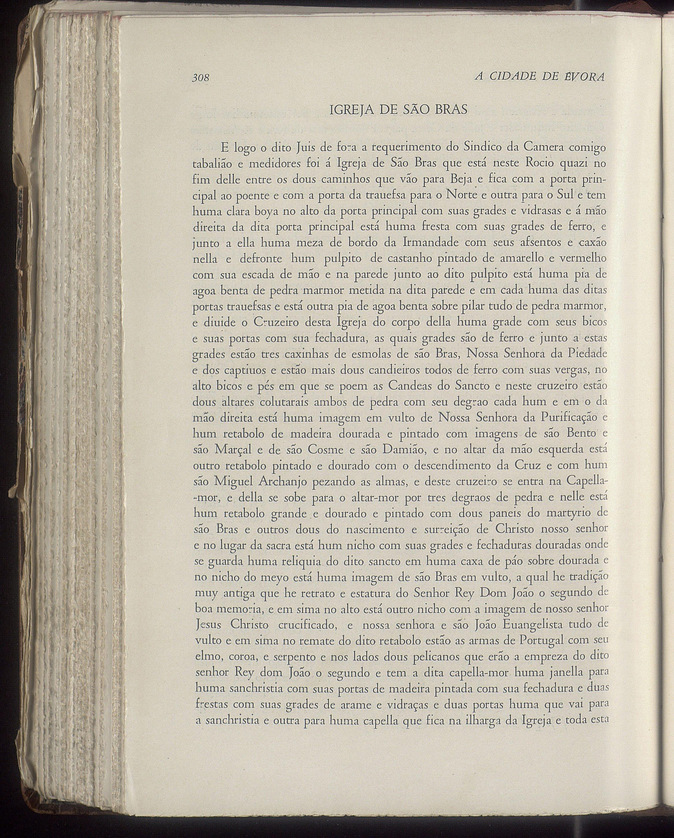 308
A CIDADE DE ÉVORA
IGREJA DE SÃO BRAS
E logo o dito Juis de fora a requerimento do Sindico da Camera comigo
tabalião e medidores foi á Igreja de São Bras que está neste Rocio quazi no
fim delle entre os dous caminhos que vão para Beja e fica com a porta prin-
cipal ao poente e com a porta da trauefsa para o Norte e outra para o Sul e tem
huma clara boya no alto da porta principal com suas grades e vidrasas e á mão
direita da dita porta principal está huma fresta com suas grades de ferro, e
junto a ella huma meza de bordo da Irmandade com seus afsentos e caxão
nella e defronte hum pulpito de castanho pintado de amarello e vermelho
com sua escada de mão e na parede junto ao dito pulpito está huma pia de
agoa benta de pedra marmor metida na dita parede e em cada huma das ditas
portas trauefsas e está outra pia de agoa benta sobre pilar tudo de pedra marmor,
e diuide o Cruzeiro desta Igreja do corpo della huma grade com seus bicos
e suas portas com sua fechadura, as quais grades são de ferro e junto a estas
grades estão tres caxinhas de esmolas de são Bras, Nossa Senhora da Piedade
e dos captiuos e estão mais dous candieiros todos de ferro com suas vergas, no
alto bicos e pés em que se poem as Candeas do Sancto e neste cruzeiro estão
dous altares colutarais ambos de pedra com seu degrao cada hum e em o da
mão direita está huma imagem em vulto de Nossa Senhora da Purificação e
hum retabolo de madeira dourada e pintado com imagens de são Bento e
são Marçal e de são Cosme e são Damião, e no altar da mão esquerda está
outro retabolo pintado e dourado com o descendimento da Cruz e com hum
são Miguel Archanjo pezando as almas, e deste cruzeiro se entra na Capella-
-mor, e della se sobe para o altar-mor por tres degraos de pedra e nelle está
hum retabolo grande e dourado e pintado com dous paneis do martyrio de
são Bras e outros dous do nascimento e surreição de Christo nosso senhor
e no lugar da sacra está hum nicho com suas grades e fechaduras douradas onde
se guarda huma reliquia do dito sancto em huma caxa de páo sobre dourada e
no nicho do meyo está huma imagem de são Bras em vulto, a qual he tradição
muy antiga que he retrato e estatura do Senhor Rey Dom João o segundo de
boa memoria, e em sima no alto está outro nicho com a imagem de nosso senhor
Jesus Christo crucificado, e nossa senhora e são João Euangelista tudo de
vulto e em sima no remate do dito retabolo estão as armas de Portugal com seu
elmo, coroa, e serpento e nos lados dous pelicanos que erão a empreza do dito
senhor Rey dom João o segundo e tem a dita capella-mor huma janella para
huma sanchristia com suas portas de madeira pintada com sua fechadura e duas
frestas com suas grades de arame e vidraças e duas portas huma que vai para
a sanchristia e outra para huma capella que fica na ilharga da Igreja e toda esta